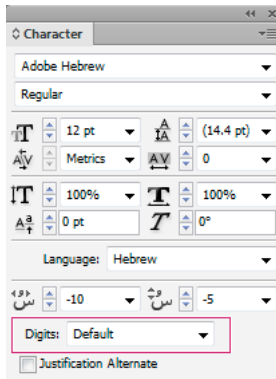 Character
Adobe Hebrew
Regular
12 pt (14.4 pt)
Metrics 0
100% 100%
0 pt 0°
Language: Hebrew
-10 -5
Digits: Default
Justification Alternate